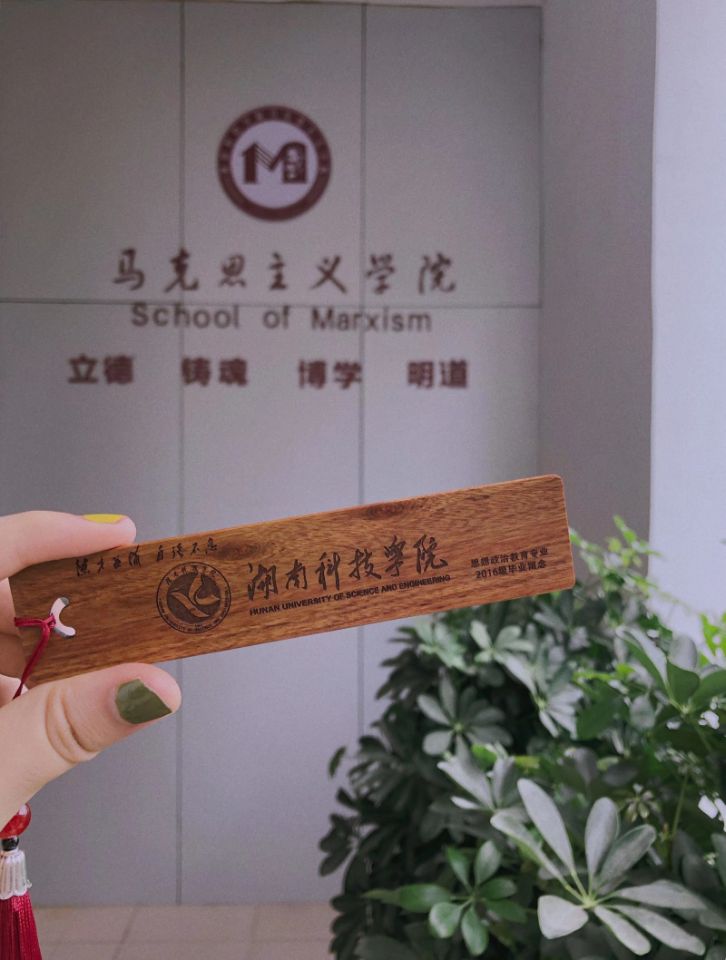 马克思主义学院
School of Marxism
立德 铸魂 博学 明道
湖南科技学院
HUNAN UNIVERSITY OF SCIENCE AND ENGINEERING
思想政治教育专业
2016级毕业留念